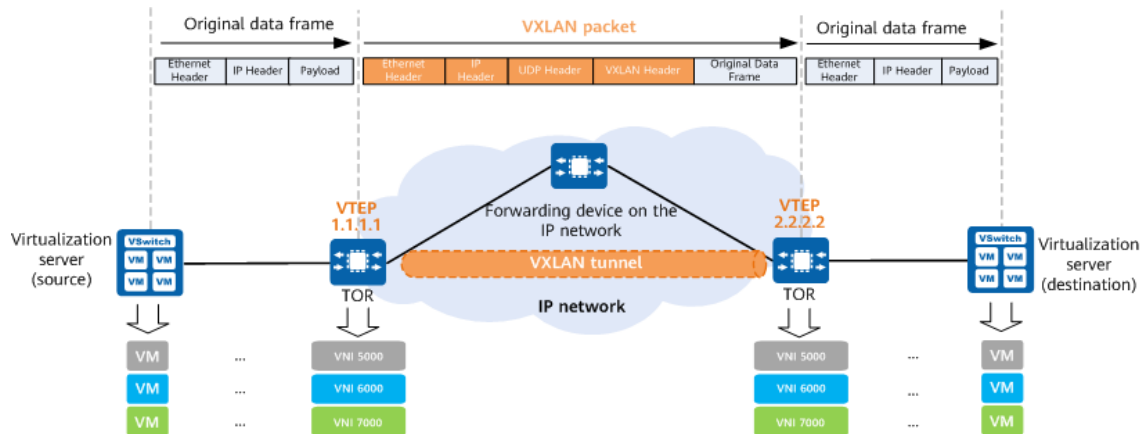 Original data frame
VXLAN packet
Original data frame
Ethernet
Header
IP Header
Payload
Ethernet
Header
IP
Header
UDP Header
VXLAN Header
Original Data
Frame
Ethernet
Header
IP Header
Payload
VTEP
1.1.1.1
Forwarding device on the
IP network
VTEP
2.2.2.2
Virtualization
server
(source)
VSwitch
VM VM
VM VM
TOR
VXLAN tunnel
IP network
TOR
VSwitch
VM VM
VM VM
Virtualization
server
(destination)
VM ... VNI 5000 VNI 5000 ... VM
VM ... VNI 6000 VNI 6000 ... VM
VM ... VNI 7000 VNI 7000 ... VM